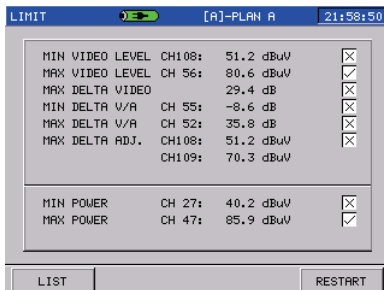 LIMIT [A]-PLAN A 21:58:50
MIN VIDEO LEVEL CH108: 51.2 dBuV
MAX VIDEO LEVEL CH 56: 80.6 dBuV
MAX DELTA VIDEO 29.4 dB
MIN DELTA V/A CH 55: -8.6 dB
MAX DELTA V/A CH 52: 35.8 dB
MAX DELTA ADJ. CH108: 51.2 dBuV
CH109: 70.3 dBuV
MIN POWER CH 27: 40.2 dBuV
MAX POWER CH 47: 85.9 dBuV
LIST RESTART